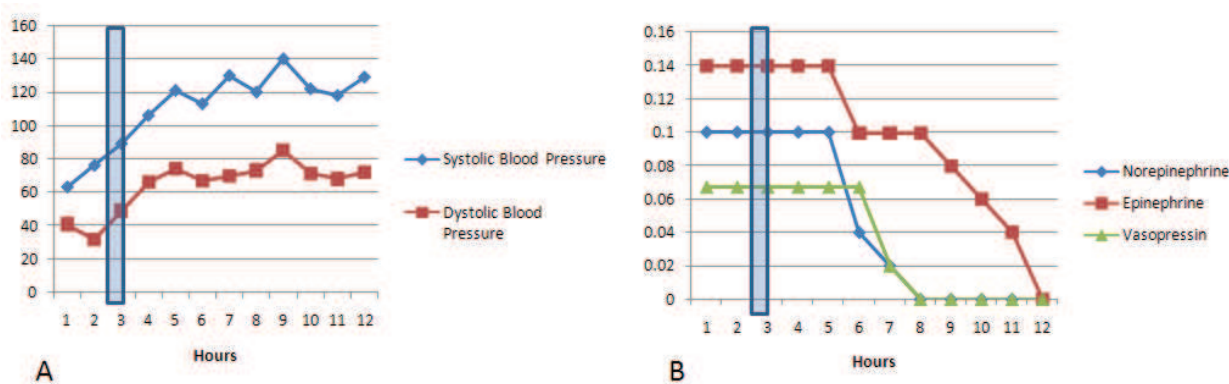 160
140
120
100
80
60
40
20
0
1 2 3 4 5 6 7 8 9 10 11 12
Hours
A
Systolic Blood Pressure
Dystolic Blood
Pressure
0.16
0.14
0.12
0.1
0.08
0.06
0.04
0.02
0
1 2 3 4 5 6 7 8 9 10 11 12
Hours
B
Norepinephrine
Epinephrine
Vasopressin